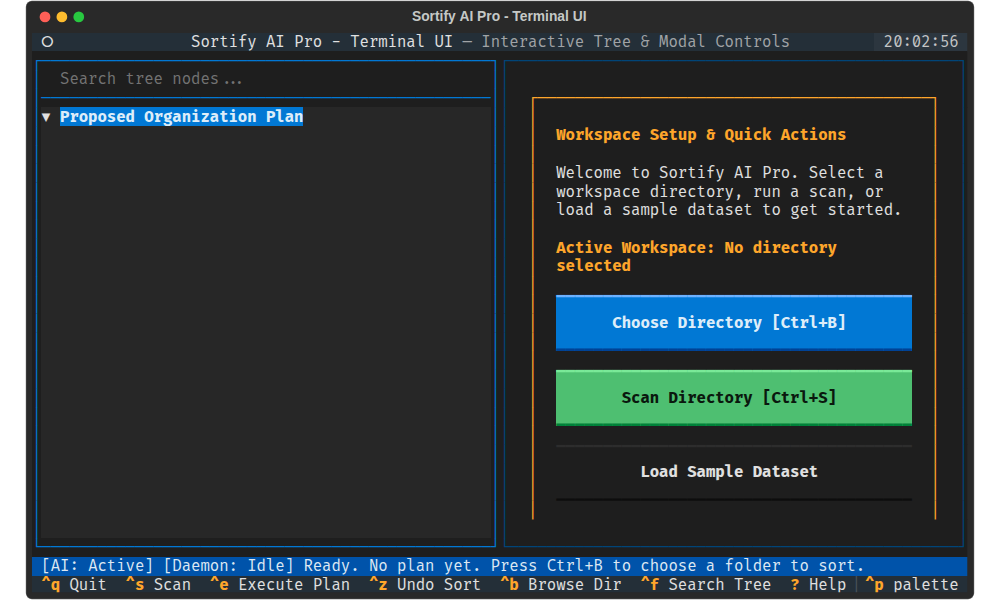 Sortify AI Pro - Terminal UI
Sortify AI Pro - Terminal UI — Interactive Tree & Modal Controls 20:02:56
Search tree nodes...
▼ Proposed Organization Plan
Workspace Setup & Quick Actions
Welcome to Sortify AI Pro. Select a
workspace directory, run a scan, or
load a sample dataset to get started.
Active Workspace: No directory
selected
Choose Directory [Ctrl+B]
Scan Directory [Ctrl+S]
Load Sample Dataset
[AI: Active] [Daemon: Idle] Ready. No plan yet. Press Ctrl+B to choose a folder to sort.
^q Quit ^s Scan ^e Execute Plan ^z Undo Sort ^b Browse Dir ^f Search Tree ? Help ^p palette